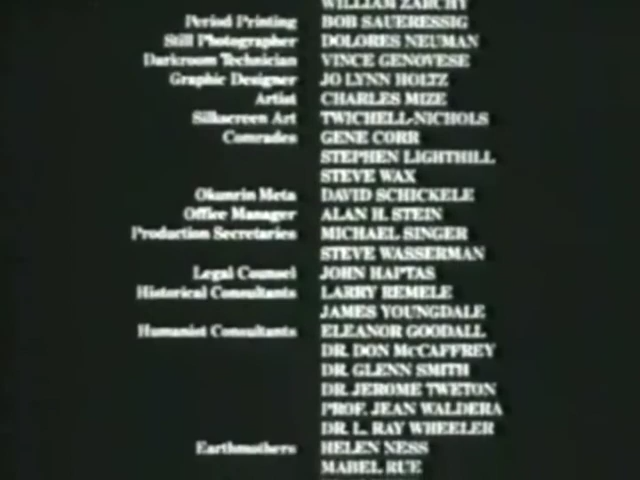 WILLIAM ZARCHY
Period Printing BOB SAUERESSIG
Still Photographer DOLORES NEUMAN
Darkroom Technician VINCE GENOVESE
Graphic Designer JO LYNN HOLTZ
Artist CHARLES MIZE
Silkscreen Art TWICHELL-NICHOLS
Comrades GENE CORR
STEPHEN LIGHTHILL
STEVE WAX
Okunrin Meta DAVID SCHICKELE
Office Manager ALAN H. STEIN
Production Secretaries MICHAEL SINGER
STEVE WASSERMAN
Legal Counsel JOHN HAPTAS
Historical Consultants LARRY REMELE
JAMES YOUNGDALE
Humanist Consultants ELEANOR GOODALL
DR. DON McCAFFREY
DR. GLENN SMITH
DR. JEROME TWETON
PROF. JEAN WALDERA
DR. L. RAY WHEELER
Earthmothers HELEN NESS
MABEL RUE